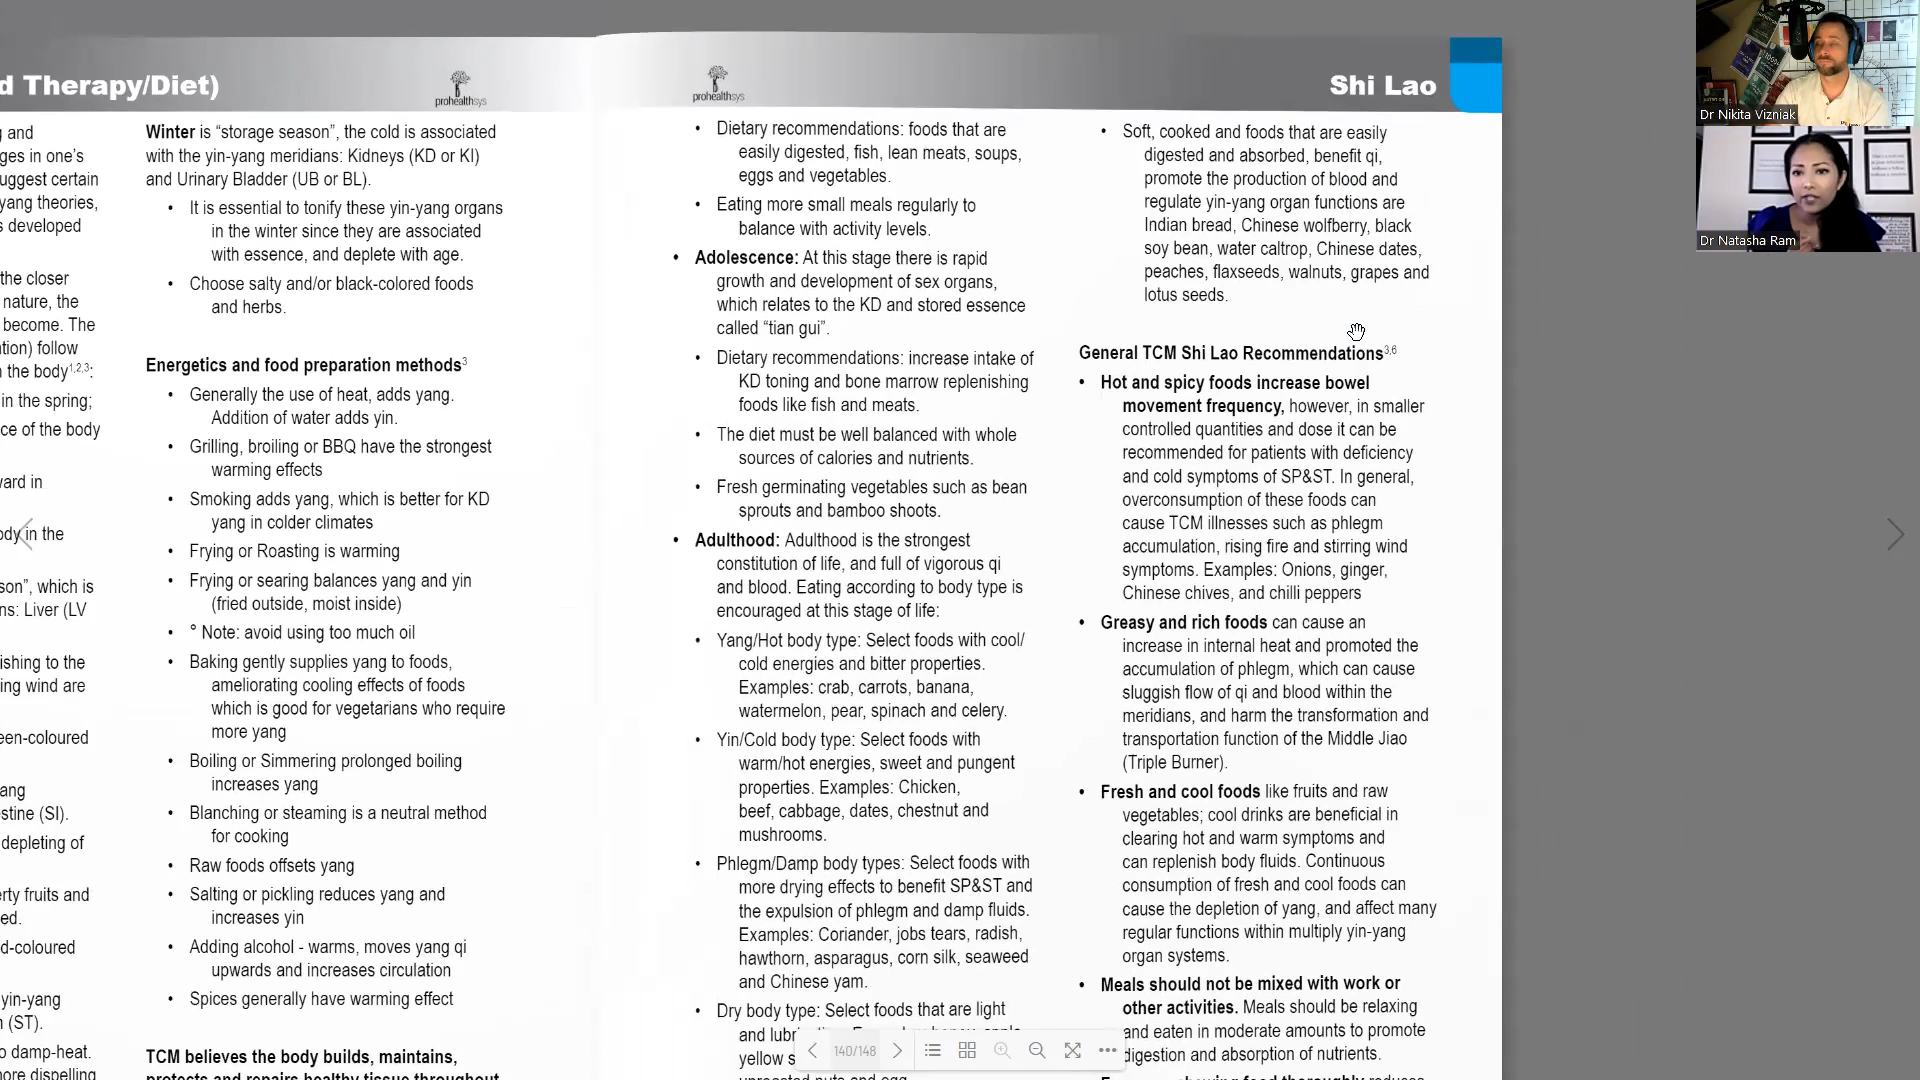 d Therapy/Diet)
prohealthsys
g and
ges in one's
uggest certain
yang theories,
s developed
the closer
nature, the
become. The
tion) follow
n the body1,2,3:
in the spring;
ce of the body
ward in
ody in the
son", which is
ns: Liver (LV
ishing to the
ing wind are
een-coloured
ang
stine (SI).
depleting of
erty fruits and
ed.
d-coloured
yin-yang
n (ST).
o damp-heat.
more dispelling
Winter is “storage season”, the cold is associated
with the yin-yang meridians: Kidneys (KD or KI)
and Urinary Bladder (UB or BL).
• It is essential to tonify these yin-yang organs
in the winter since they are associated
with essence, and deplete with age.
• Choose salty and/or black-colored foods
and herbs.
Energetics and food preparation methods3
• Generally the use of heat, adds yang.
Addition of water adds yin.
• Grilling, broiling or BBQ have the strongest
warming effects
• Smoking adds yang, which is better for KD
yang in colder climates
• Frying or Roasting is warming
• Frying or searing balances yang and yin
(fried outside, moist inside)
• ° Note: avoid using too much oil
• Baking gently supplies yang to foods,
ameliorating cooling effects of foods
which is good for vegetarians who require
more yang
• Boiling or Simmering prolonged boiling
increases yang
• Blanching or steaming is a neutral method
for cooking
• Raw foods offsets yang
• Salting or pickling reduces yang and
increases yin
• Adding alcohol - warms, moves yang qi
upwards and increases circulation
• Spices generally have warming effect
TCM believes the body builds, maintains,
protects and repairs healthy tissue throughout
prohealthsys
Shi Lao
• Dietary recommendations: foods that are
easily digested, fish, lean meats, soups,
eggs and vegetables.
• Eating more small meals regularly to
balance with activity levels.
• Adolescence: At this stage there is rapid
growth and development of sex organs,
which relates to the KD and stored essence
called “tian gui”.
• Dietary recommendations: increase intake of
KD toning and bone marrow replenishing
foods like fish and meats.
• The diet must be well balanced with whole
sources of calories and nutrients.
• Fresh germinating vegetables such as bean
sprouts and bamboo shoots.
• Adulthood: Adulthood is the strongest
constitution of life, and full of vigorous qi
and blood. Eating according to body type is
encouraged at this stage of life:
• Yang/Hot body type: Select foods with cool/
cold energies and bitter properties.
Examples: crab, carrots, banana,
watermelon, pear, spinach and celery.
• Yin/Cold body type: Select foods with
warm/hot energies, sweet and pungent
properties. Examples: Chicken,
beef, cabbage, dates, chestnut and
mushrooms.
• Phlegm/Damp body types: Select foods with
more drying effects to benefit SP&ST and
the expulsion of phlegm and damp fluids.
Examples: Coriander, jobs tears, radish,
hawthorn, asparagus, corn silk, seaweed
and Chinese yam.
• Dry body type: Select foods that are light
and
yellow
• Soft, cooked and foods that are easily
digested and absorbed, benefit qi,
promote the production of blood and
regulate yin-yang organ functions are
Indian bread, Chinese wolfberry, black
soy bean, water caltrop, Chinese dates,
peaches, flaxseeds, walnuts, grapes and
lotus seeds.
General TCM Shi Lao Recommendations3,6
• Hot and spicy foods increase bowel
movement frequency, however, in smaller
controlled quantities and dose it can be
recommended for patients with deficiency
and cold symptoms of SP&ST. In general,
overconsumption of these foods can
cause TCM illnesses such as phlegm
accumulation, rising fire and stirring wind
symptoms. Examples: Onions, ginger,
Chinese chives, and chilli peppers
• Greasy and rich foods can cause an
increase in internal heat and promoted the
accumulation of phlegm, which can cause
sluggish flow of qi and blood within the
meridians, and harm the transformation and
transportation function of the Middle Jiao
(Triple Burner).
• Fresh and cool foods like fruits and raw
vegetables; cool drinks are beneficial in
clearing hot and warm symptoms and
can replenish body fluids. Continuous
consumption of fresh and cool foods can
cause the depletion of yang, and affect many
regular functions within multiply yin-yang
organ systems.
• Meals should not be mixed with work or
other activities. Meals should be relaxing
and eaten in moderate amounts to promote
digestion and absorption of nutrients.
140/148
Dr Nikita Vizniak
Dr Natasha Ram